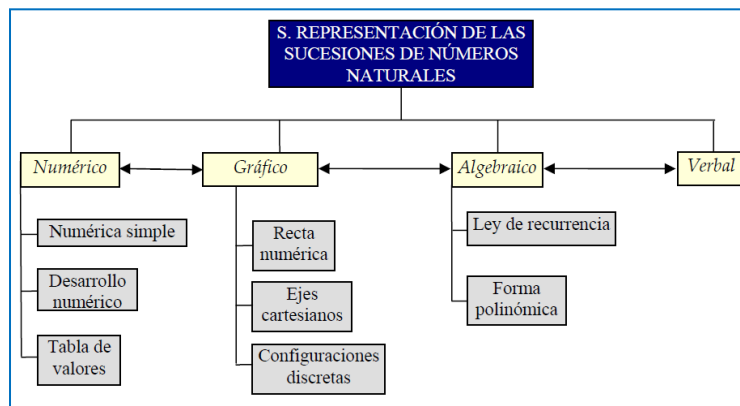 S. REPRESENTACIÓN DE LAS
SUCESIONES DE NÚMEROS
NATURALES
Numérico
Gráfico
Algebraico
Verbal
Numérica simple
Desarrollo
numérico
Tabla de
valores
Recta
numérica
Ejes
cartesianos
Configuraciones
discretas
Ley de recurrencia
Forma
polinómica